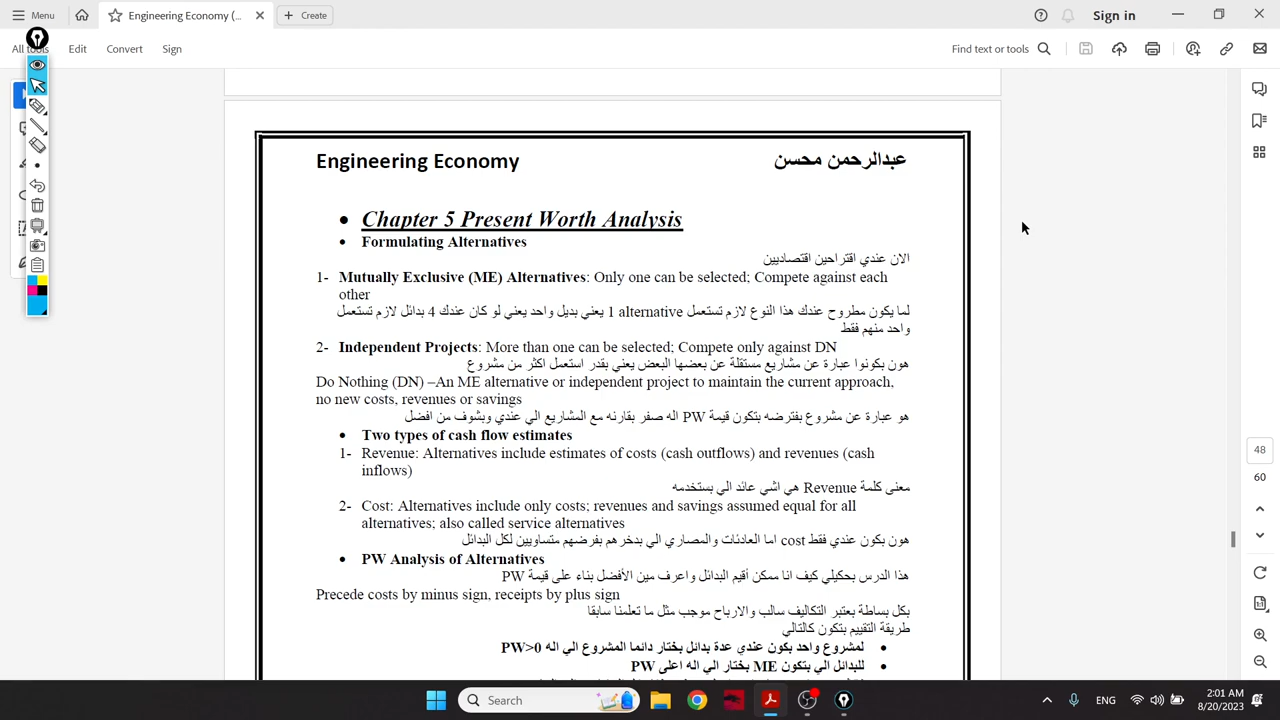 Menu
Engineering Economy (...
Create
Sign in
All tools
Edit
Convert
Sign
Find text or tools
Engineering Economy
عبدالرحمن محسن
• Chapter 5 Present Worth Analysis
• Formulating Alternatives
الان عندي اقتراحين اقتصاديين
1- Mutually Exclusive (ME) Alternatives: Only one can be selected; Compete against each
other
لما يكون مطروح عندك هذا النوع لازم تستعمل 1 alternative يعني بديل واحد يعني لو كان عندك 4 بدائل لازم تستعمل
واحد منهم فقط
2- Independent Projects: More than one can be selected; Compete only against DN
هون بكونوا عبارة عن مشاريع مستقلة عن بعضها البعض يعني بقدر استعمل اكثر من مشروع
Do Nothing (DN) –An ME alternative or independent project to maintain the current approach,
no new costs, revenues or savings
هو عبارة عن مشروع بفترضه بتكون قيمة PW اله صفر بقارنه مع المشاريع الي عندي وبشوف من افضل
• Two types of cash flow estimates
1- Revenue: Alternatives include estimates of costs (cash outflows) and revenues (cash
inflows)
معنى كلمة Revenue هي اشي عائد الي بستخدمه
2- Cost: Alternatives include only costs; revenues and savings assumed equal for all
alternatives; also called service alternatives
هون بكون عندي فقط cost اما العادئات والمصاري الي بدخرهم بفرضهم متساويين لكل البدائل
• PW Analysis of Alternatives
هذا الدرس بحكيلي كيف انا ممكن أقيم البدائل واعرف مين الأفضل بناء على قيمة PW
Precede costs by minus sign, receipts by plus sign
بكل بساطة بعتبر التكاليف سالب والارباح موجب مثل ما تعلمنا سابقا
طريقة التقييم بتكون كالتالي
• لمشروع واحد بكون عندي عدة بدائل بختار دائما المشروع الي اله PW>0
• للبدائل الي بتكون ME بختار الي اله اعلى PW
48
60
Search
ENG
2:01 AM
8/20/2023